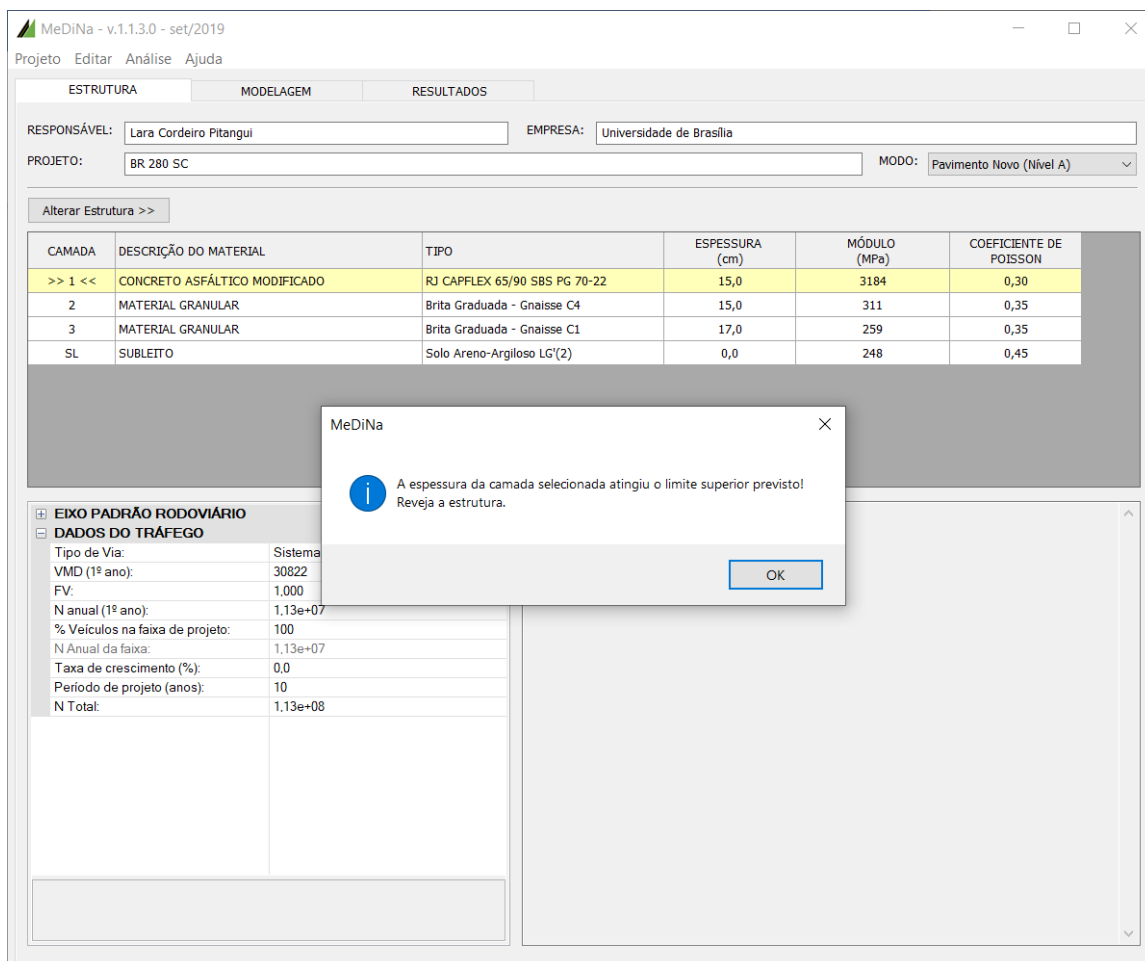 MeDiNa - v.1.1.3.0 - set/2019
Projeto Editar Análise Ajuda
ESTRUTURA MODELAGEM RESULTADOS
RESPONSÁVEL: Lara Cordeiro Pitangui EMPRESA: Universidade de Brasília
PROJETO: BR 280 SC MODO: Pavimento Novo (Nível A)
Alterar Estrutura >>
CAMADA DESCRIÇÃO DO MATERIAL TIPO ESPESSURA (cm) MÓDULO (MPa) COEFICIENTE DE POISSON
>> 1 << CONCRETO ASFÁLTICO MODIFICADO RJ CAPFLEX 65/90 SBS PG 70-22 15,0 3184 0,30
2 MATERIAL GRANULAR Brita Graduada - Gnaisse C4 15,0 311 0,35
3 MATERIAL GRANULAR Brita Graduada - Gnaisse C1 17,0 259 0,35
SL SUBLEITO Solo Areno-Argiloso LG'(2) 0,0 248 0,45
MeDiNa
A espessura da camada selecionada atingiu o limite superior previsto!
Reveja a estrutura.
OK
EIXO PADRÃO RODOVIÁRIO
DADOS DO TRÁFEGO
Tipo de Via: Sistema
VMD (1º ano): 30822
FV: 1,000
N anual (1º ano): 1,13e+07
% Veículos na faixa de projeto: 100
N Anual da faixa: 1,13e+07
Taxa de crescimento (%): 0,0
Período de projeto (anos): 10
N Total: 1,13e+08